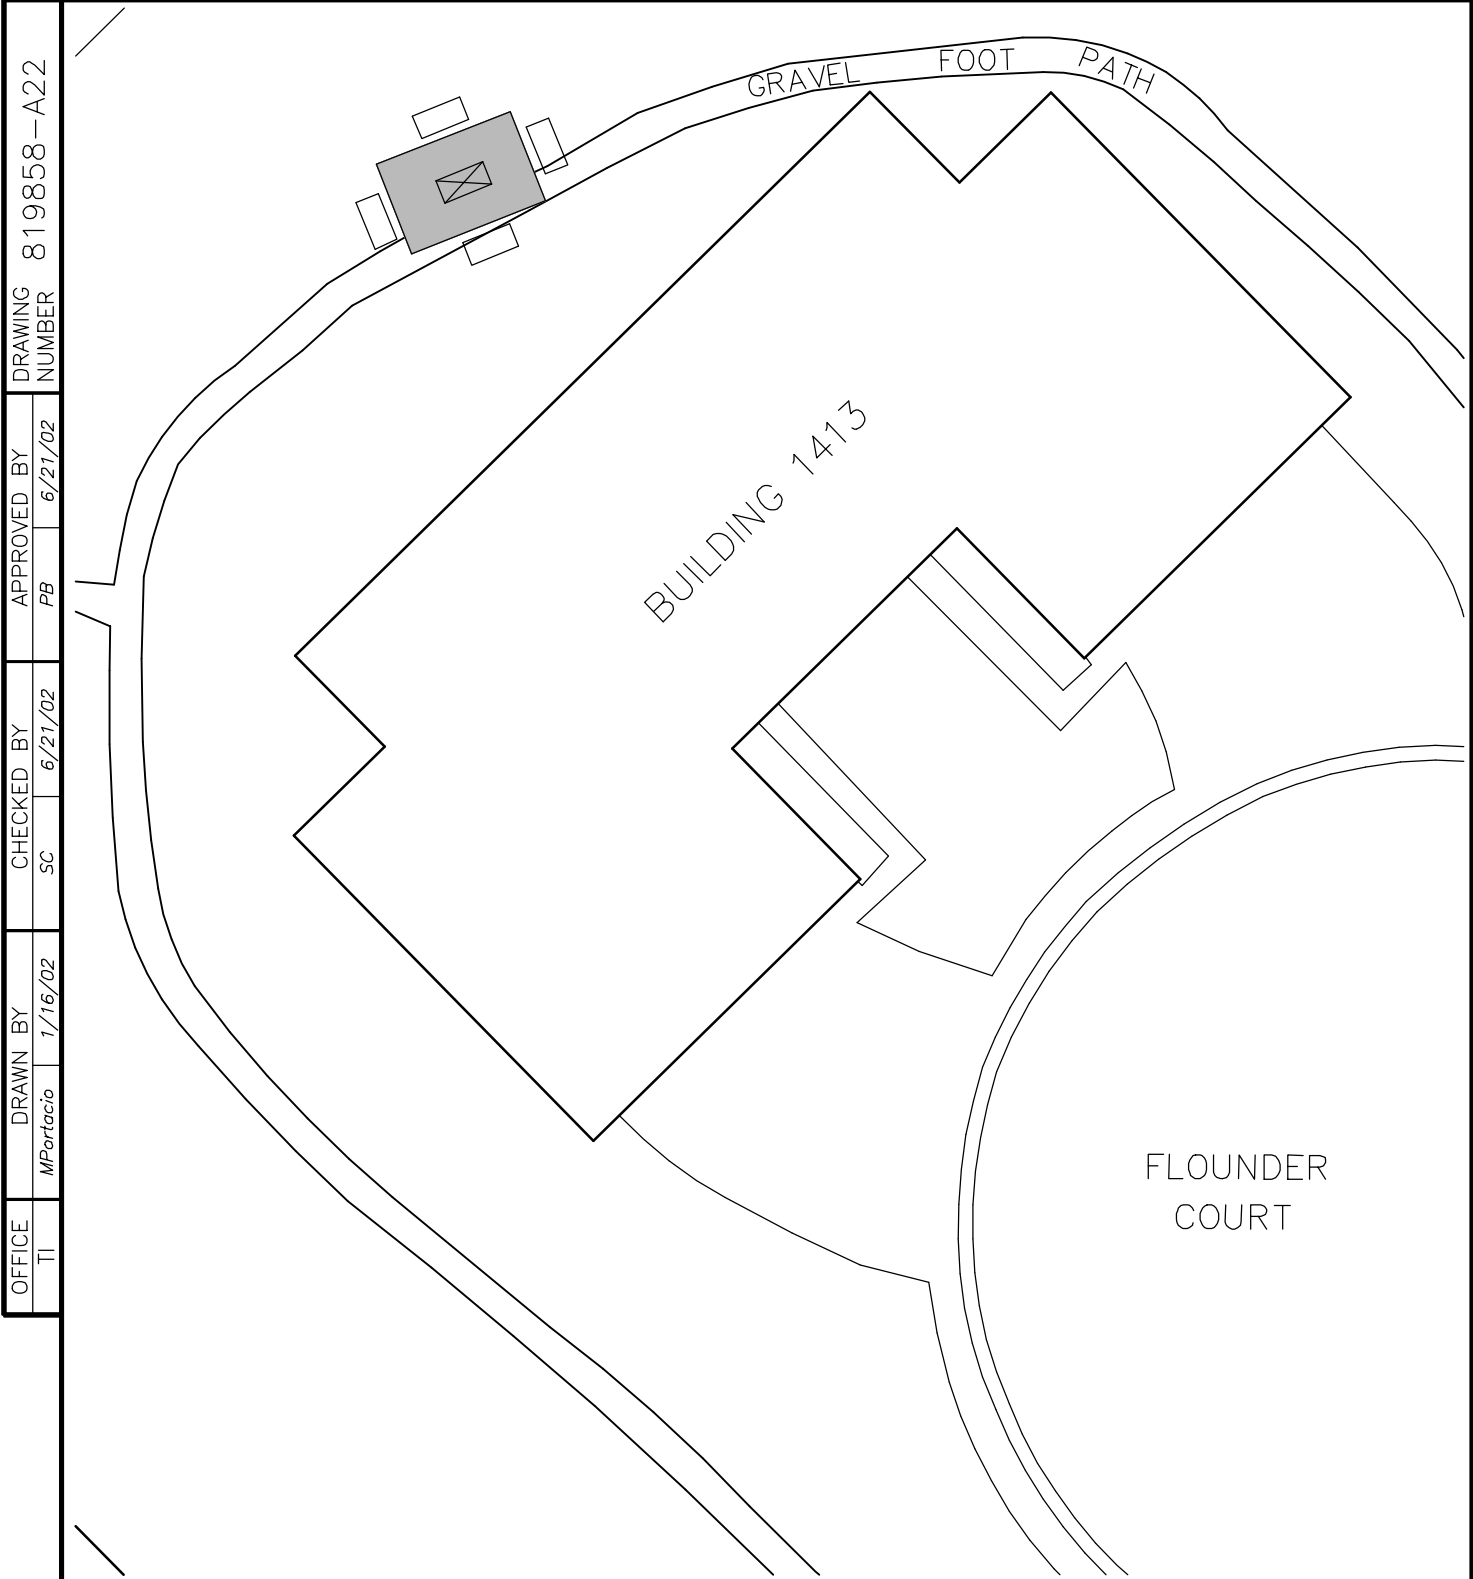 DRAWING
NUMBER
819858-A22
APPROVED BY
PB
6/21/02
CHECKED BY
SC
6/21/02
DRAWN BY
MPortacio
1/16/02
OFFICE
TI
GRAVEL FOOT PATH
BUILDING 1413
FLOUNDER
COURT